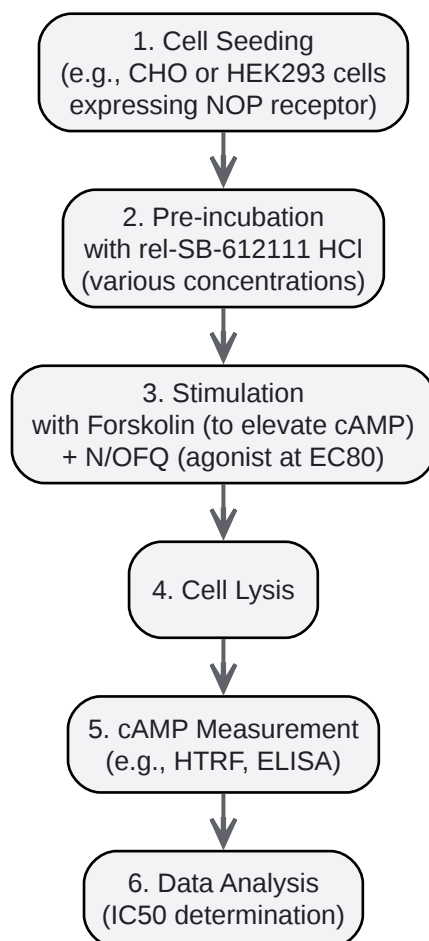 1. Cell Seeding
(e.g., CHO or HEK293 cells
expressing NOP receptor)
2. Pre-incubation
with rel-SB-612111 HCl
(various concentrations)
3. Stimulation
with Forskolin (to elevate cAMP)
+ N/OFQ (agonist at EC80)
4. Cell Lysis
5. cAMP Measurement
(e.g., HTRF, ELISA)
6. Data Analysis
(IC50 determination)